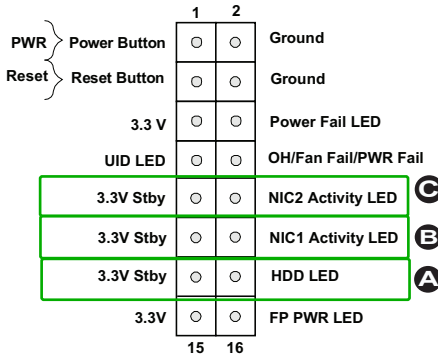 1 2
PWR Power Button Ground
Reset Reset Button Ground
3.3 V Power Fail LED
UID LED OH/Fan Fail/PWR Fail
3.3V Stby NIC2 Activity LED C
3.3V Stby NIC1 Activity LED B
3.3V Stby HDD LED A
3.3V FP PWR LED
15 16